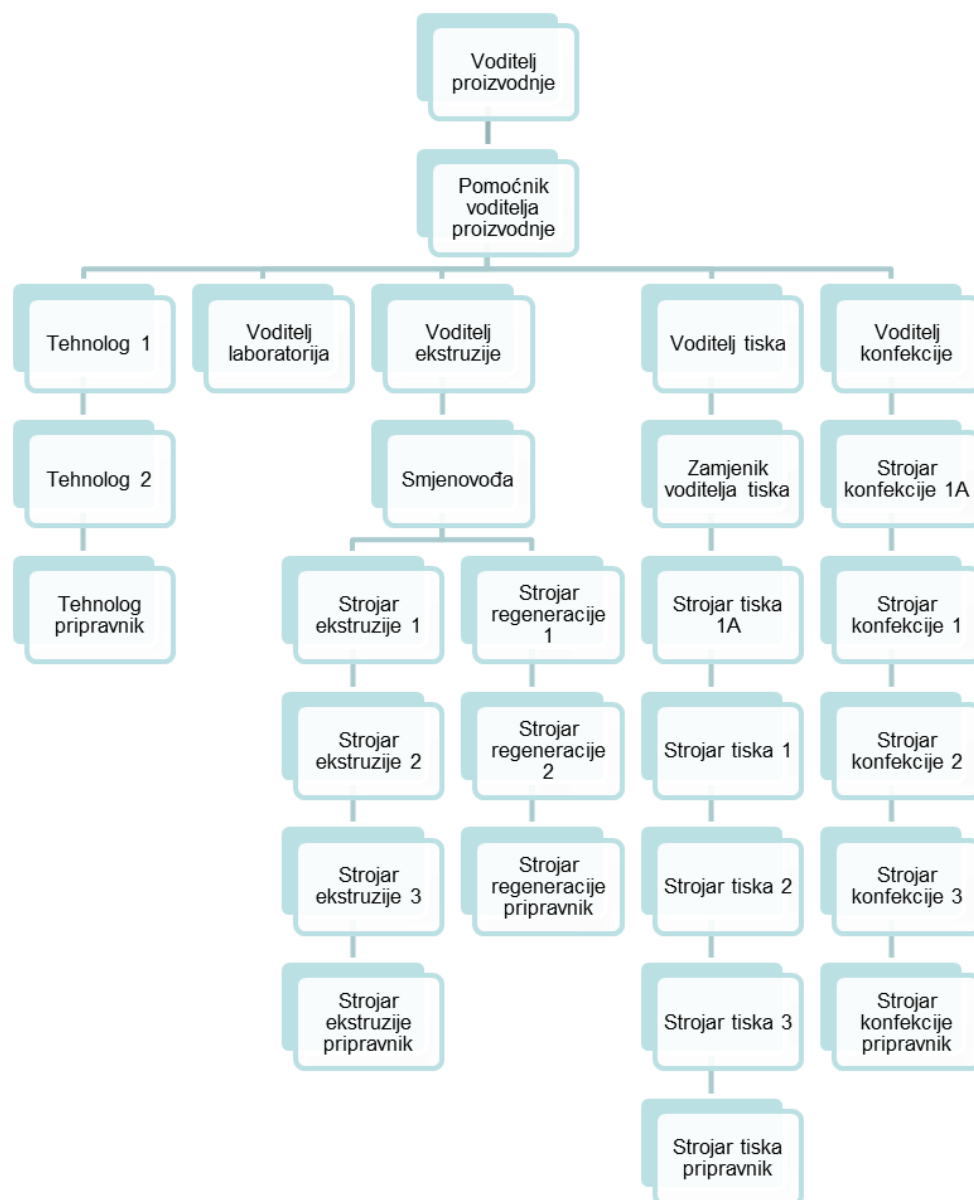 Voditelj
proizvodnje
Pomoćnik
voditelja
proizvodnje
Tehnolog 1
Voditelj
laboratorija
Voditelj
ekstruzije
Voditelj tiska
Voditelj
konfekcije
Tehnolog 2
Smjenovođa
Zamjenik
voditelja tiska
Strojar
konfekcije 1A
Tehnolog
pripravnik
Strojar
ekstruzije 1
Strojar
regeneracije
1
Strojar tiska
1A
Strojar
konfekcije 1
Strojar
ekstruzije 2
Strojar
regeneracije
2
Strojar tiska 1
Strojar
konfekcije 2
Strojar
ekstruzije 3
Strojar
regeneracije
pripravnik
Strojar tiska 2
Strojar
konfekcije 3
Strojar
ekstruzije
pripravnik
Strojar tiska 3
Strojar
konfekcije
pripravnik
Strojar tiska
pripravnik